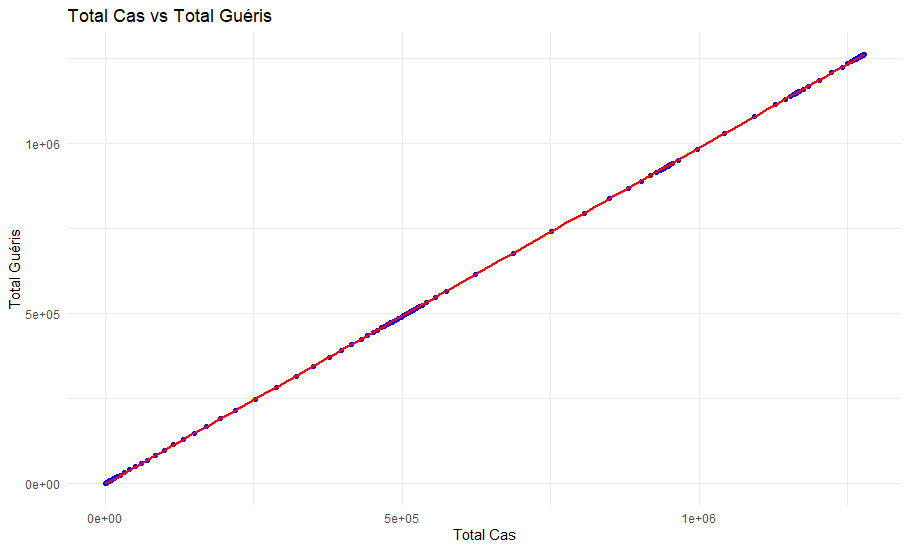 Total Cas vs Total Guéris
Total Guéris
1e+06
5e+05
0e+00
0e+00 5e+05 1e+06
Total Cas